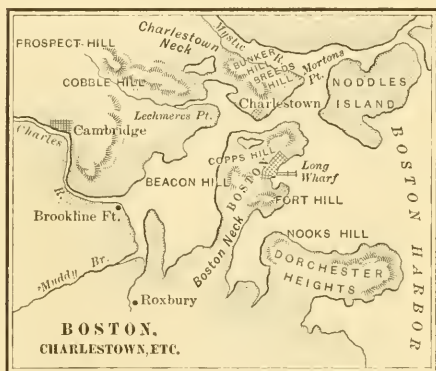 PROSPECT HILL
Charlestown
Neck
Mystic R.
BUNKER
HILL
BREEDS
HILL
Mortons
Pt.
COBBLE HILL
NODDLES
ISLAND
Lechmeres Pt.
Charlestown
Charles
R.
Cambridge
COPPS HILL
BOSTON
Long
Wharf
BEACON HILL
FORT HILL
Brookline Ft.
Boston Neck
NOOKS HILL
DORCHESTER
HEIGHTS
BOSTON HARBOR
Muddy Br.
Roxbury
BOSTON,
CHARLESTOWN, ETC.